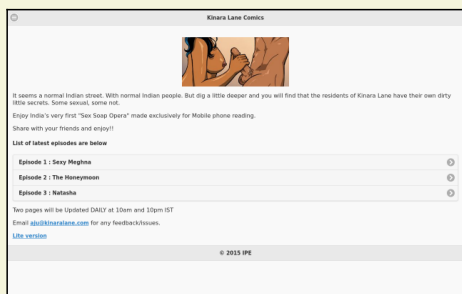 Kinara Lane Comics
It seems a normal Indian street. With normal Indian people. But dig a little deeper and you will find that the residents of Kinara Lane have their own dirty
little secrets. Some sexual, some not.
Enjoy India's very first "Sex Soap Opera" made exclusively for Mobile phone reading.
Share with your friends and enjoy!!
List of latest episodes are below
Episode 1 : Sexy Meghna
Episode 2 : The Honeymoon
Episode 3 : Natasha
Two pages will be Updated DAILY at 10am and 10pm IST
Email aju@kinaralane.com for any feedback/issues.
Lite version
© 2015 IPE